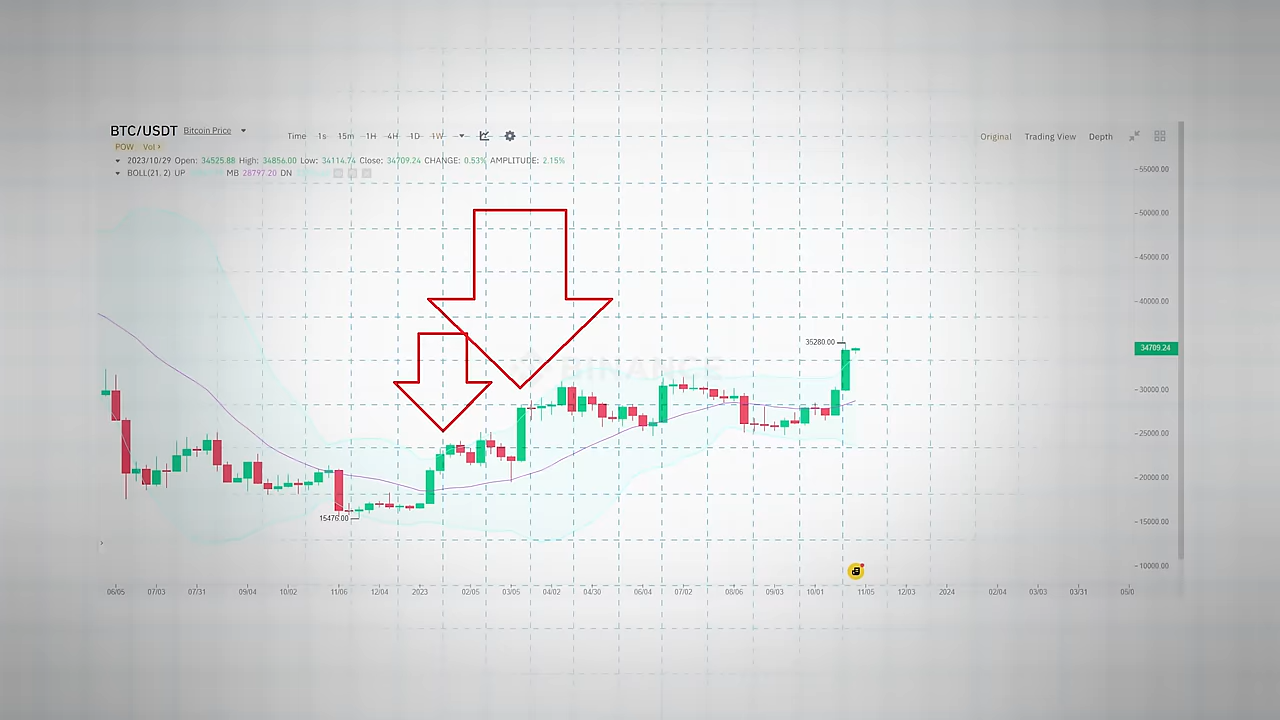 BTC/USDT Bitcoin Price
Time 1s 15m 1H 4H 1D 1W
Original Trading View Depth
POW Vol
2023/10/29 Open: 34525.88 High: 34856.00 Low: 34114.74 Close: 34709.24 CHANGE: 0.53% AMPLITUDE: 2.15%
BOLL(21, 2) UP MB 28797.20 DN
55000.00
50000.00
45000.00
40000.00
35280.00
34709.24
BINANCE
30000.00
25000.00
20000.00
15476.00
15000.00
10000.00
06/05 07/03 07/31 09/04 10/02 11/06 12/04 02/05 03/05 04/02 04/30 06/04 07/02 08/06 09/03 10/01 11/05 12/03 2024 02/04 03/03 03/31